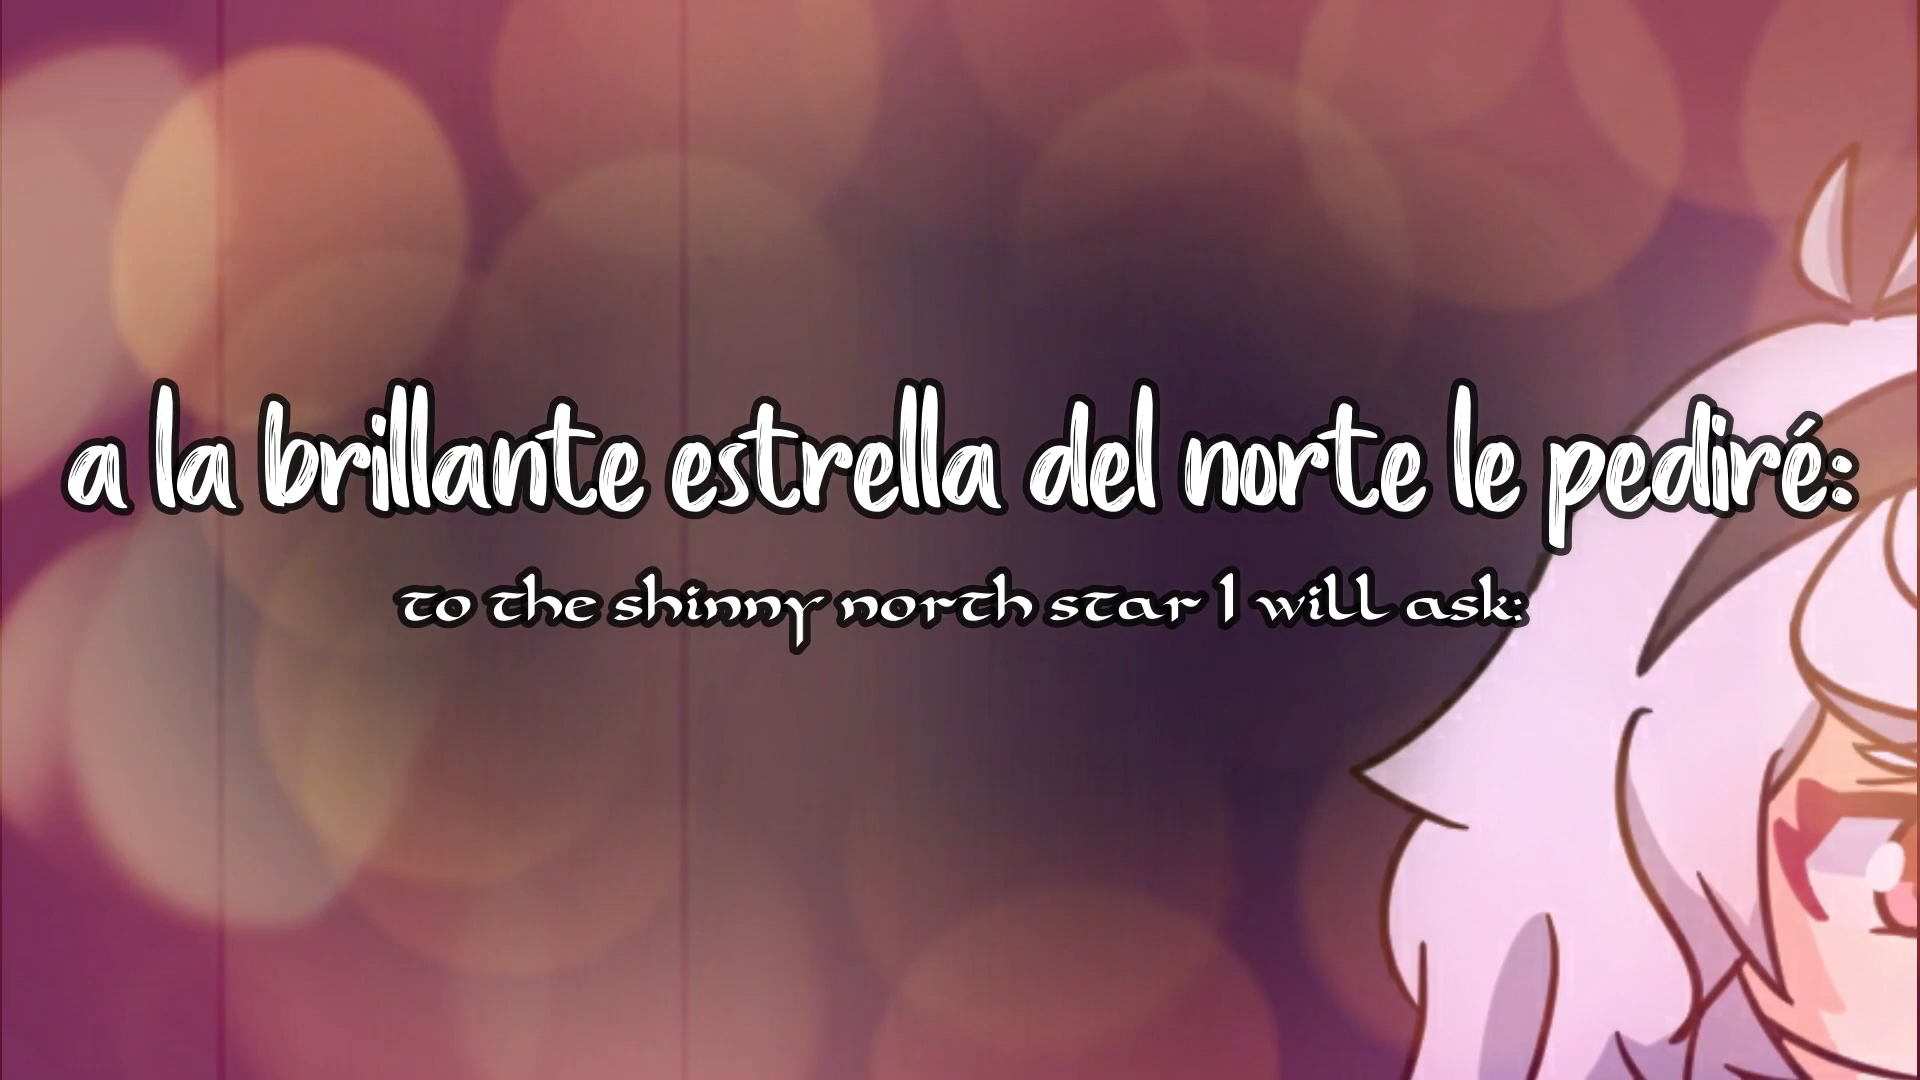 a la brillante estrella del norte le pediré:
to the shinny north star I will ask: